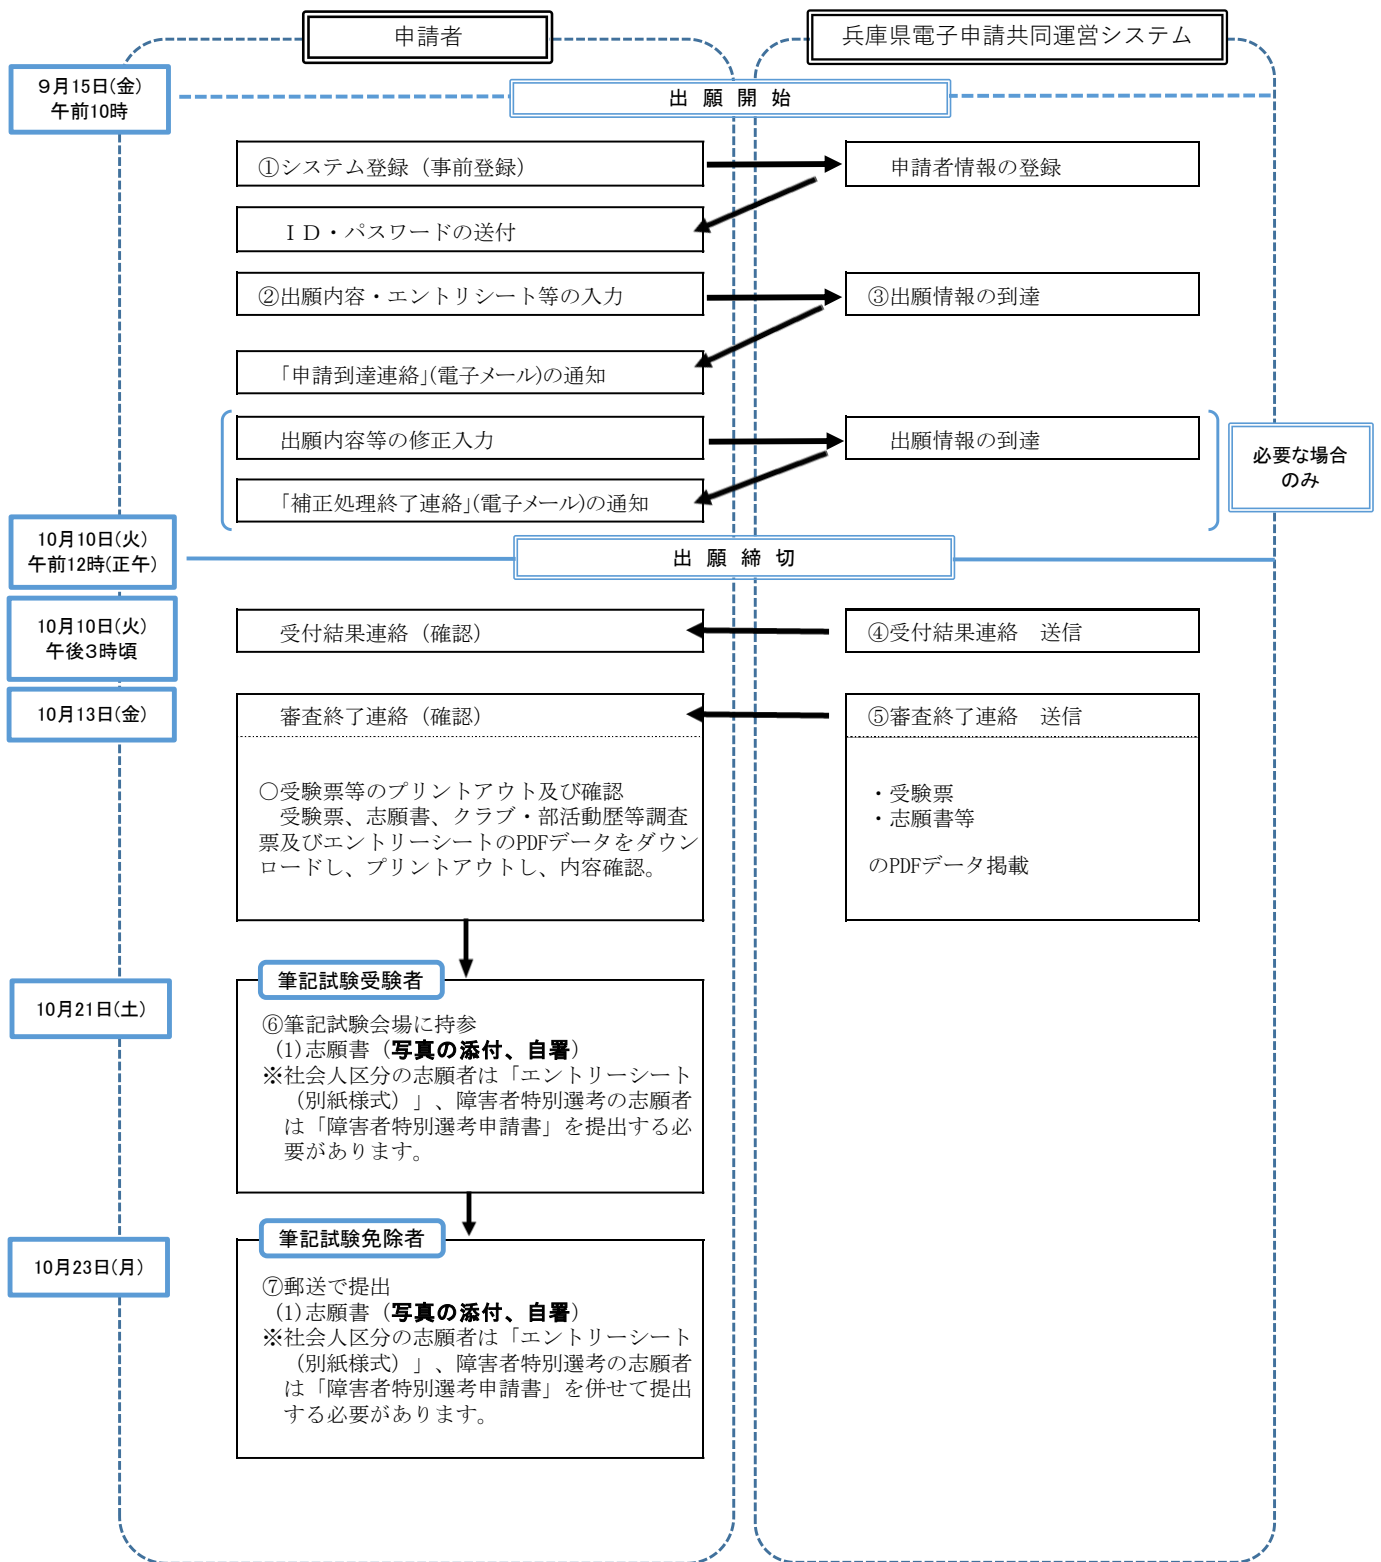 申請者
兵庫県電子申請共同運営システム
９月15日(金)
午前10時
出 願 開 始
①システム登録（事前登録）
申請者情報の登録
ＩＤ・パスワードの送付
②出願内容・エントリシート等の入力
③出願情報の到達
「申請到達連絡」(電子メール)の通知
出願内容等の修正入力
出願情報の到達
必要な場合
のみ
「補正処理終了連絡」(電子メール)の通知
10月10日(火)
午前12時(正午)
出 願 締 切
10月10日(火)
午後３時頃
受付結果連絡（確認）
④受付結果連絡　送信
10月13日(金)
審査終了連絡（確認）
⑤審査終了連絡　送信
○受験票等のプリントアウト及び確認
受験票、志願書、クラブ・部活動歴等調査
票及びエントリーシートのPDFデータをダウン
ロードし、プリントアウトし、内容確認。
・受験票
・志願書等
のPDFデータ掲載
筆記試験受験者
10月21日(土)
⑥筆記試験会場に持参
(1)志願書（写真の添付、自署）
※社会人区分の志願者は「エントリーシート
（別紙様式）」、障害者特別選考の志願者
は「障害者特別選考申請書」を提出する必
要があります。
筆記試験免除者
10月23日(月)
⑦郵送で提出
(1)志願書（写真の添付、自署）
※社会人区分の志願者は「エントリーシート
（別紙様式）」、障害者特別選考の志願者
は「障害者特別選考申請書」を併せて提出
する必要があります。